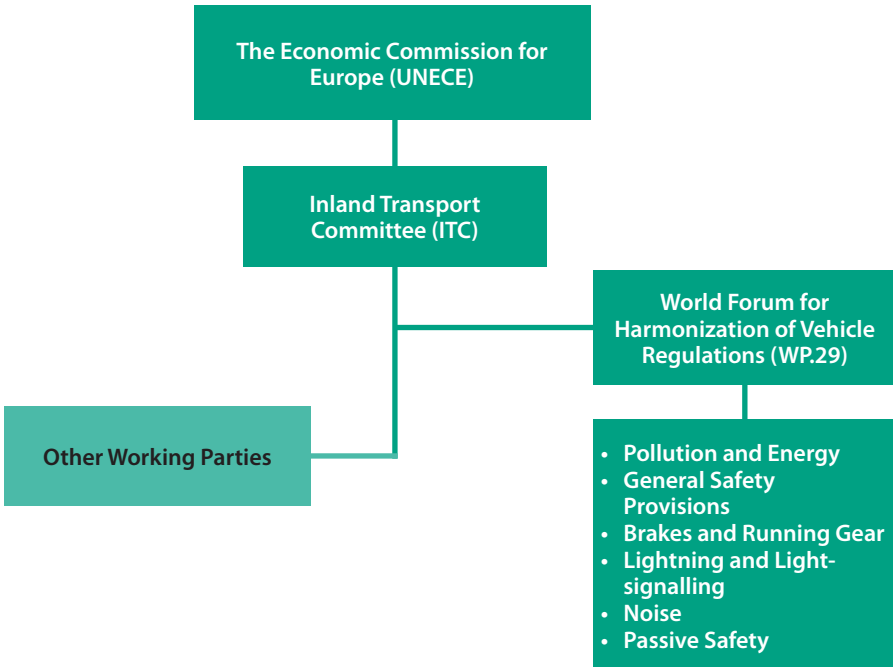 The Economic Commission for
Europe (UNECE)
Inland Transport
Committee (ITC)
World Forum for
Harmonization of Vehicle
Regulations (WP.29)
Other Working Parties
• Pollution and Energy
• General Safety
Provisions
• Brakes and Running Gear
• Lightning and Light-
signalling
• Noise
• Passive Safety